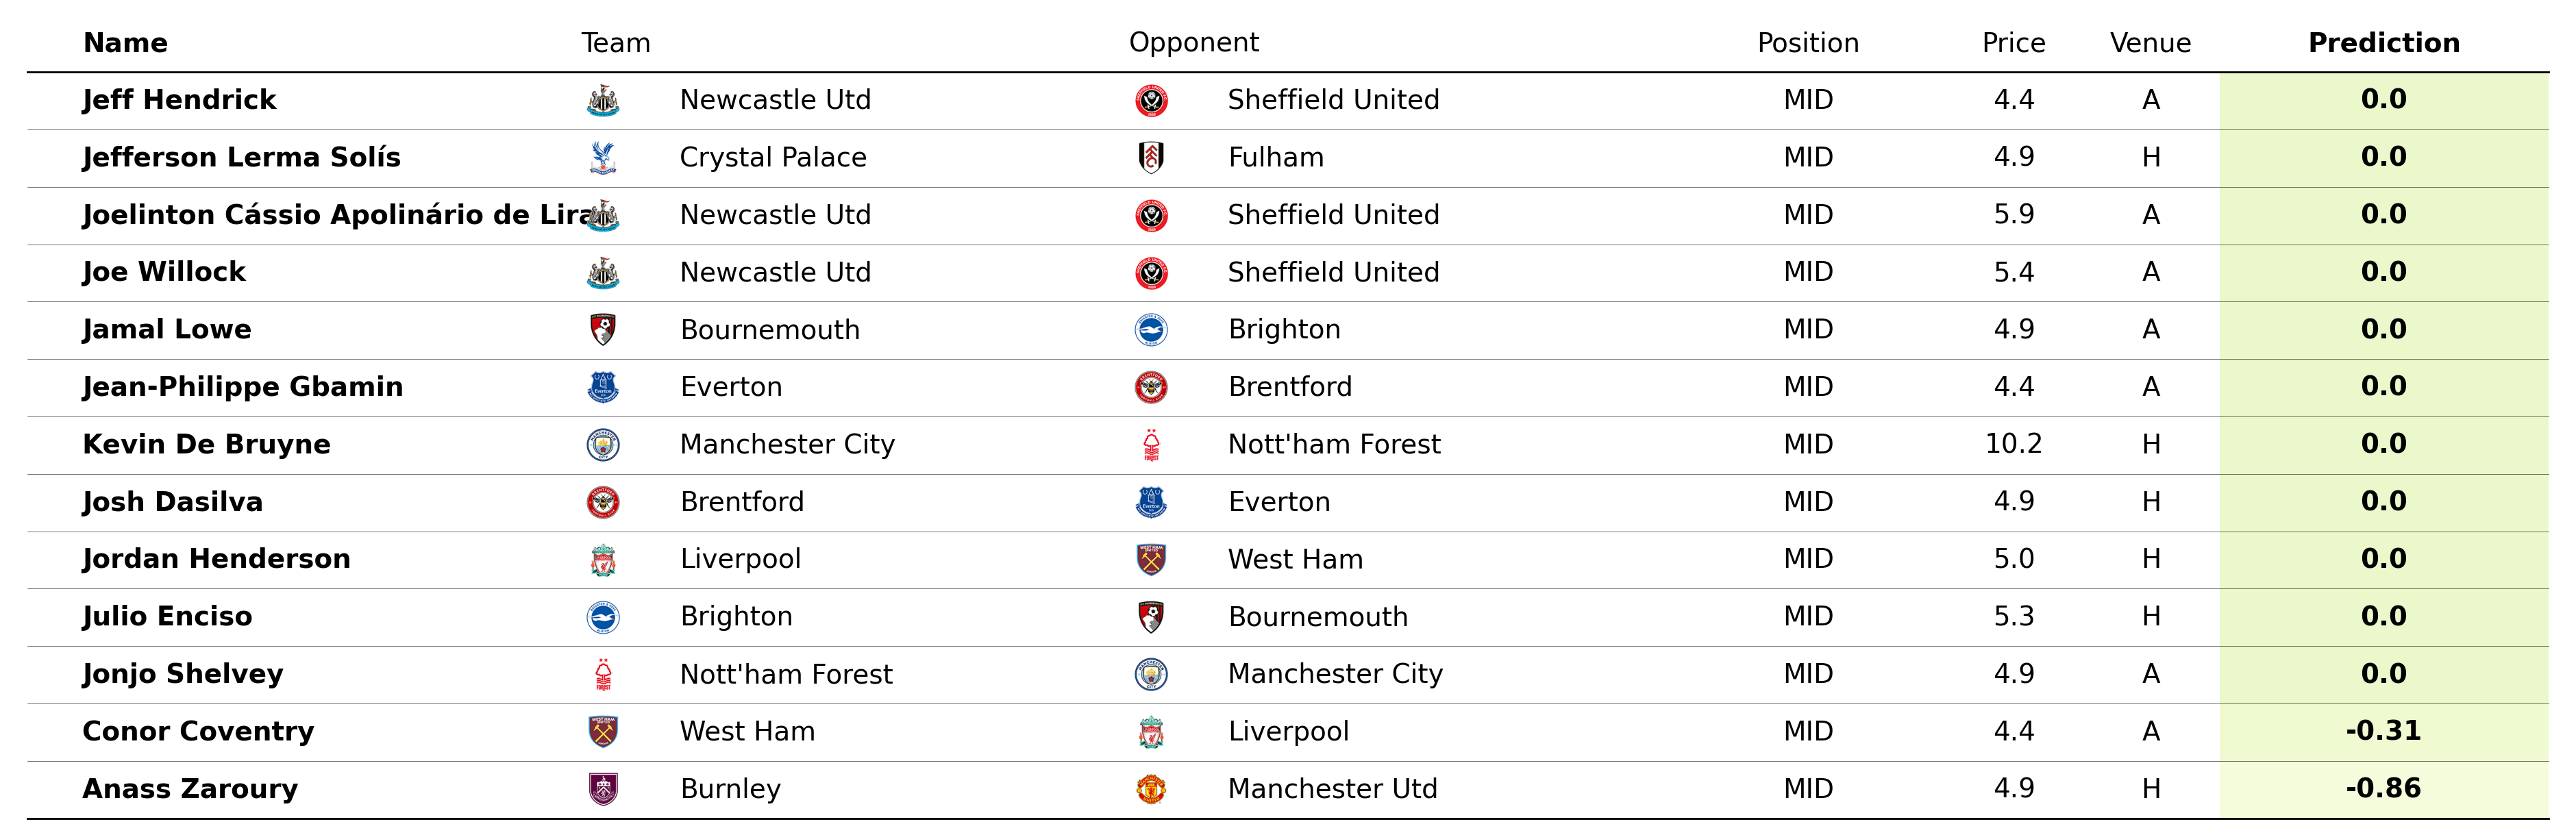 Name Team Opponent Position Price Venue Prediction
Jeff Hendrick Newcastle Utd Sheffield United MID 4.4 A 0.0
Jefferson Lerma Solís Crystal Palace Fulham MID 4.9 H 0.0
Joelinton Cássio Apolinário de Lira Newcastle Utd Sheffield United MID 5.9 A 0.0
Joe Willock Newcastle Utd Sheffield United MID 5.4 A 0.0
Jamal Lowe Bournemouth Brighton MID 4.9 A 0.0
Jean-Philippe Gbamin Everton Brentford MID 4.4 A 0.0
Kevin De Bruyne Manchester City Nott'ham Forest MID 10.2 H 0.0
Josh Dasilva Brentford Everton MID 4.9 H 0.0
Jordan Henderson Liverpool West Ham MID 5.0 H 0.0
Julio Enciso Brighton Bournemouth MID 5.3 H 0.0
Jonjo Shelvey Nott'ham Forest Manchester City MID 4.9 A 0.0
Conor Coventry West Ham Liverpool MID 4.4 A -0.31
Anass Zaroury Burnley Manchester Utd MID 4.9 H -0.86